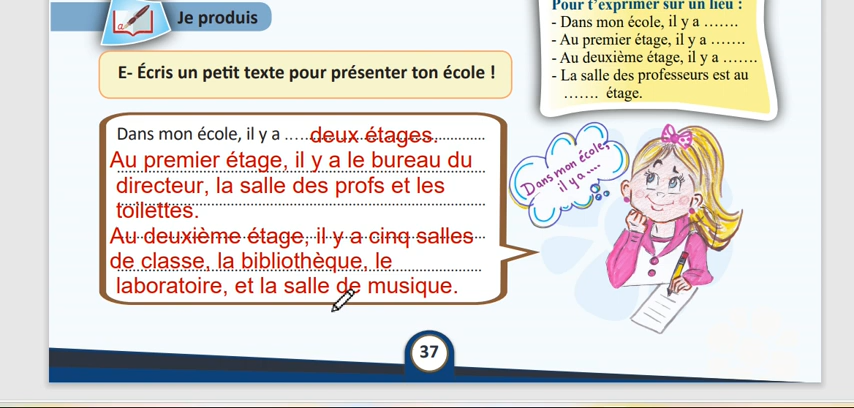 Je produis
Pour t'exprimer sur un lieu :
- Dans mon école, il y a …….
- Au premier étage, il y a …….
- Au deuxième étage, il y a …….
- La salle des professeurs est au
……. étage.
E- Écris un petit texte pour présenter ton école !
Dans mon école, il y a ..... deux étages.
Au premier étage, il y a le bureau du
directeur, la salle des profs et les
toilettes.
Au deuxième étage, il y a cinq salles
de classe, la bibliothèque, le
laboratoire, et la salle de musique.
Dans mon école,
il y a ....
37